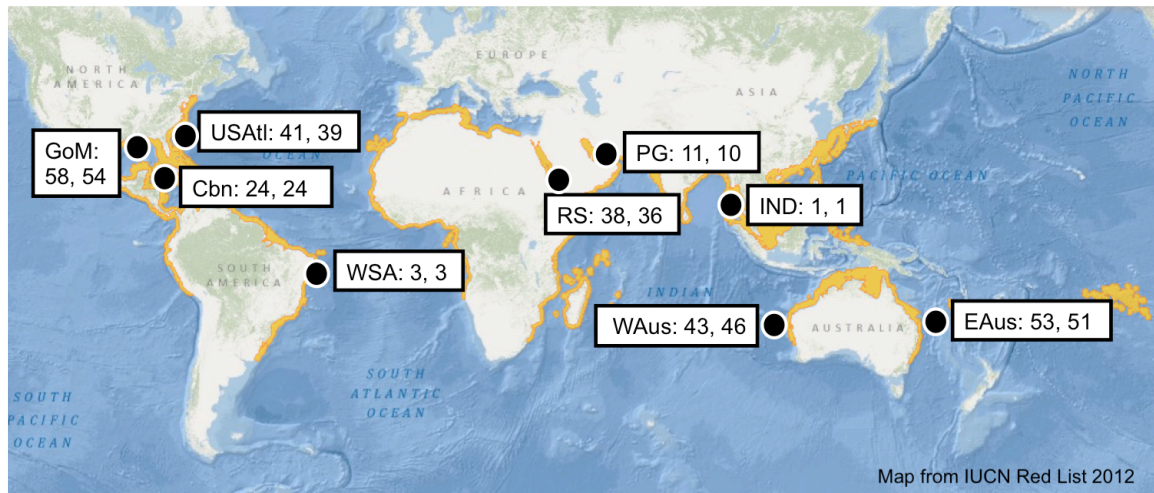 NORTH
AMERICA
EUROPE
ASIA
NORTH
PACIFIC
OCEAN
USAtl: 41, 39
OCEAN
GoM:
58, 54
Cbn: 24, 24
PG: 11, 10
AFRICA
RS: 38, 36
IND: 1, 1
PACIFIC OCEAN
SOUTH
AMERICA
WSA: 3, 3
INDIAN
WAus: 43, 46
AUSTRALIA
EAus: 53, 51
SOUTH
PACIFIC
OCEAN
SOUTH
ATLANTIC
OCEAN
Map from IUCN Red List 2012